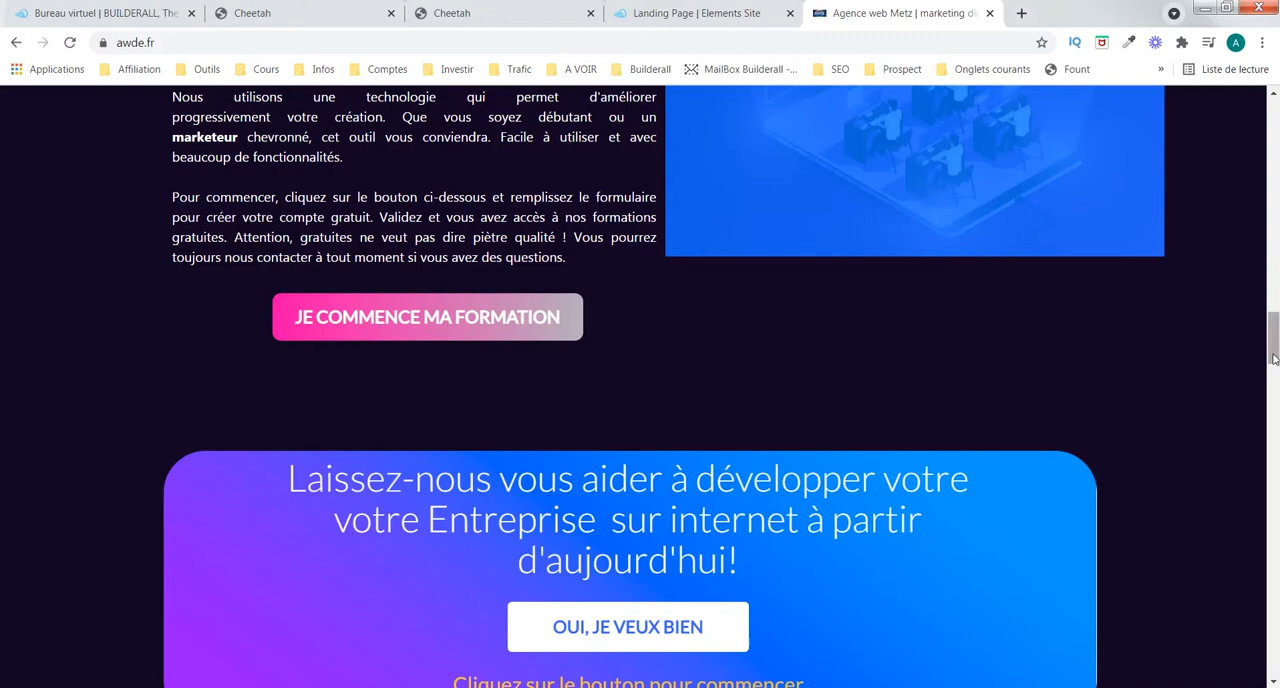 Bureau virtuel | BUILDERALL, The
Cheetah
Cheetah
Landing Page | Elements Site
Agence web Metz | marketing di
awde.fr
IQ
A
Applications
Affiliation
Outils
Cours
Infos
Comptes
Investir
Trafic
A VOIR
Builderall
MailBox Builderall -...
SEO
Prospect
Onglets courants
Fount
»
Liste de lecture
Nous utilisons une technologie qui permet d'améliorer
progressivement votre création. Que vous soyez débutant ou un
marketeur chevronné, cet outil vous conviendra. Facile à utiliser et avec
beaucoup de fonctionnalités.
Pour commencer, cliquez sur le bouton ci-dessous et remplissez le formulaire
pour créer votre compte gratuit. Validez et vous avez accès à nos formations
gratuites. Attention, gratuites ne veut pas dire piètre qualité ! Vous pourrez
toujours nous contacter à tout moment si vous avez des questions.
JE COMMENCE MA FORMATION
Laissez-nous vous aider à développer votre
votre Entreprise sur internet à partir
d'aujourd'hui!
OUI, JE VEUX BIEN
Cliquez sur le bouton pour commencer